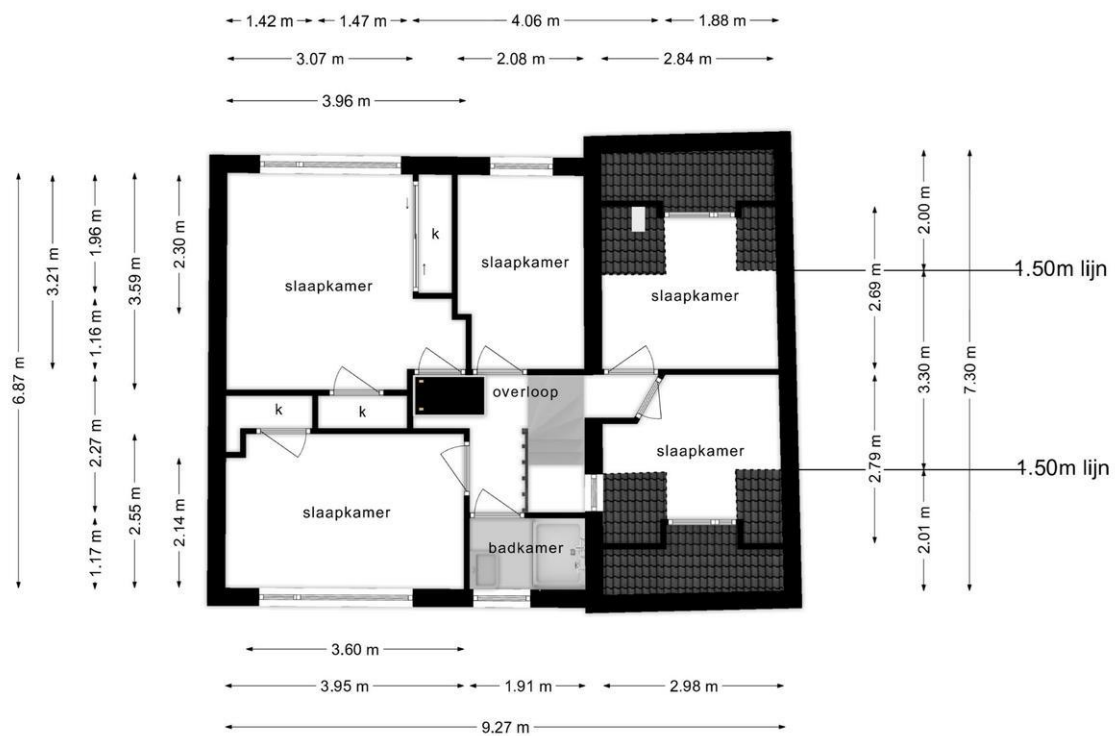 1.42 m 1.47 m 4.06 m 1.88 m
3.07 m 2.08 m 2.84 m
3.96 m
6.87 m
3.21 m
1.96 m
1.16 m
2.27 m
1.17 m
3.59 m
2.55 m
2.30 m
2.14 m
k
slaapkamer
slaapkamer
slaapkamer
overloop
k
k
slaapkamer
slaapkamer
badkamer
2.69 m
2.79 m
2.00 m
3.30 m
2.01 m
7.30 m
1.50m lijn
1.50m lijn
3.60 m
3.95 m 1.91 m 2.98 m
9.27 m